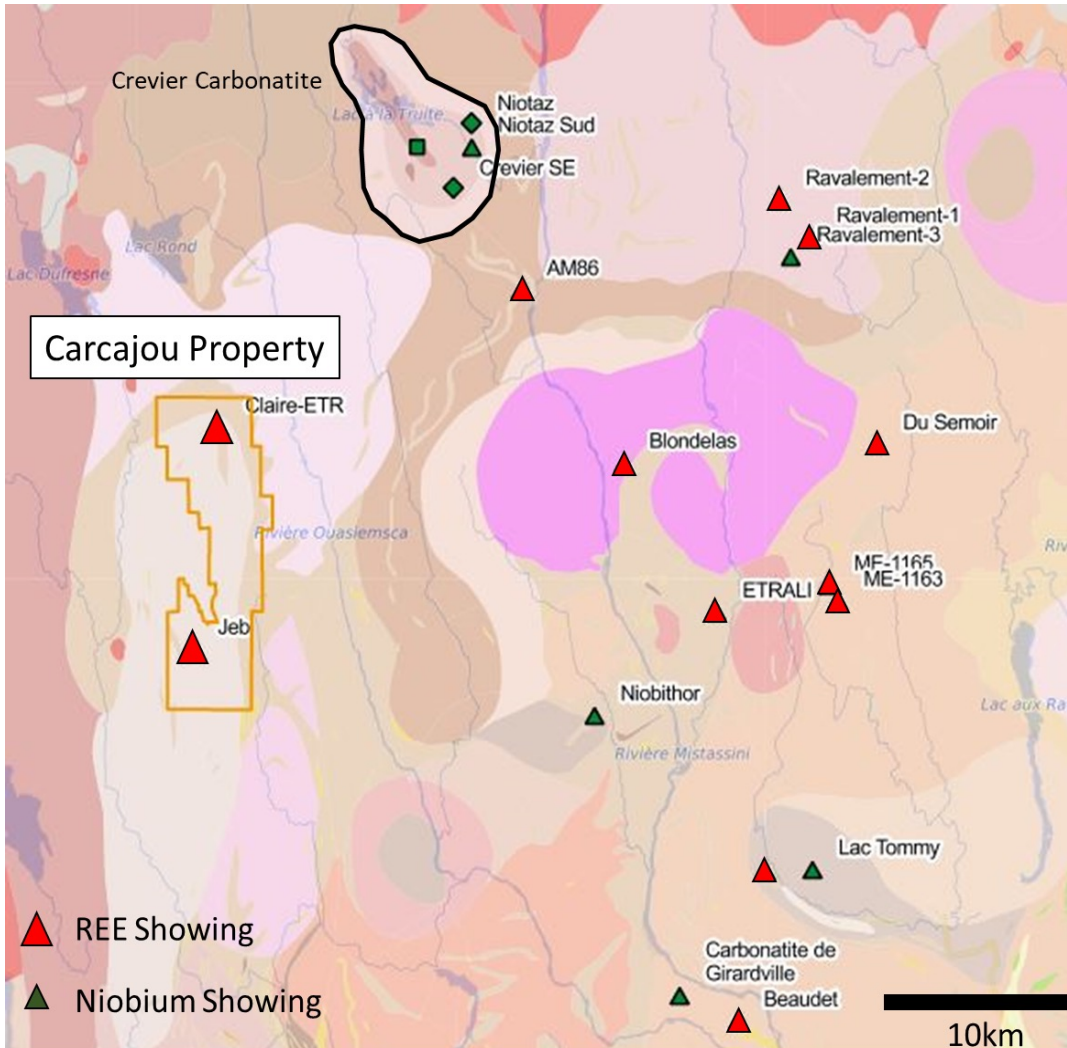 Crevier Carbonatite
Niotaz
Lac à la Truite
Niotaz Sud
Crevier SE
Ravalement-2
Ravalement-1
Ravalement-3
Lac Rond
Lac Dufresne
AM86
Carcajou Property
Claire-ETR
Du Semoir
Blondelas
Rivière Ouasiemsca
Riv
ME-1165
ME-1163
ETRALI
Jeb
Niobithor
Lac aux Ra
Rivière Mistassini
Lac Tommy
REE Showing
Carbonatite de
Girardville
Niobium Showing
Beaudet
10km